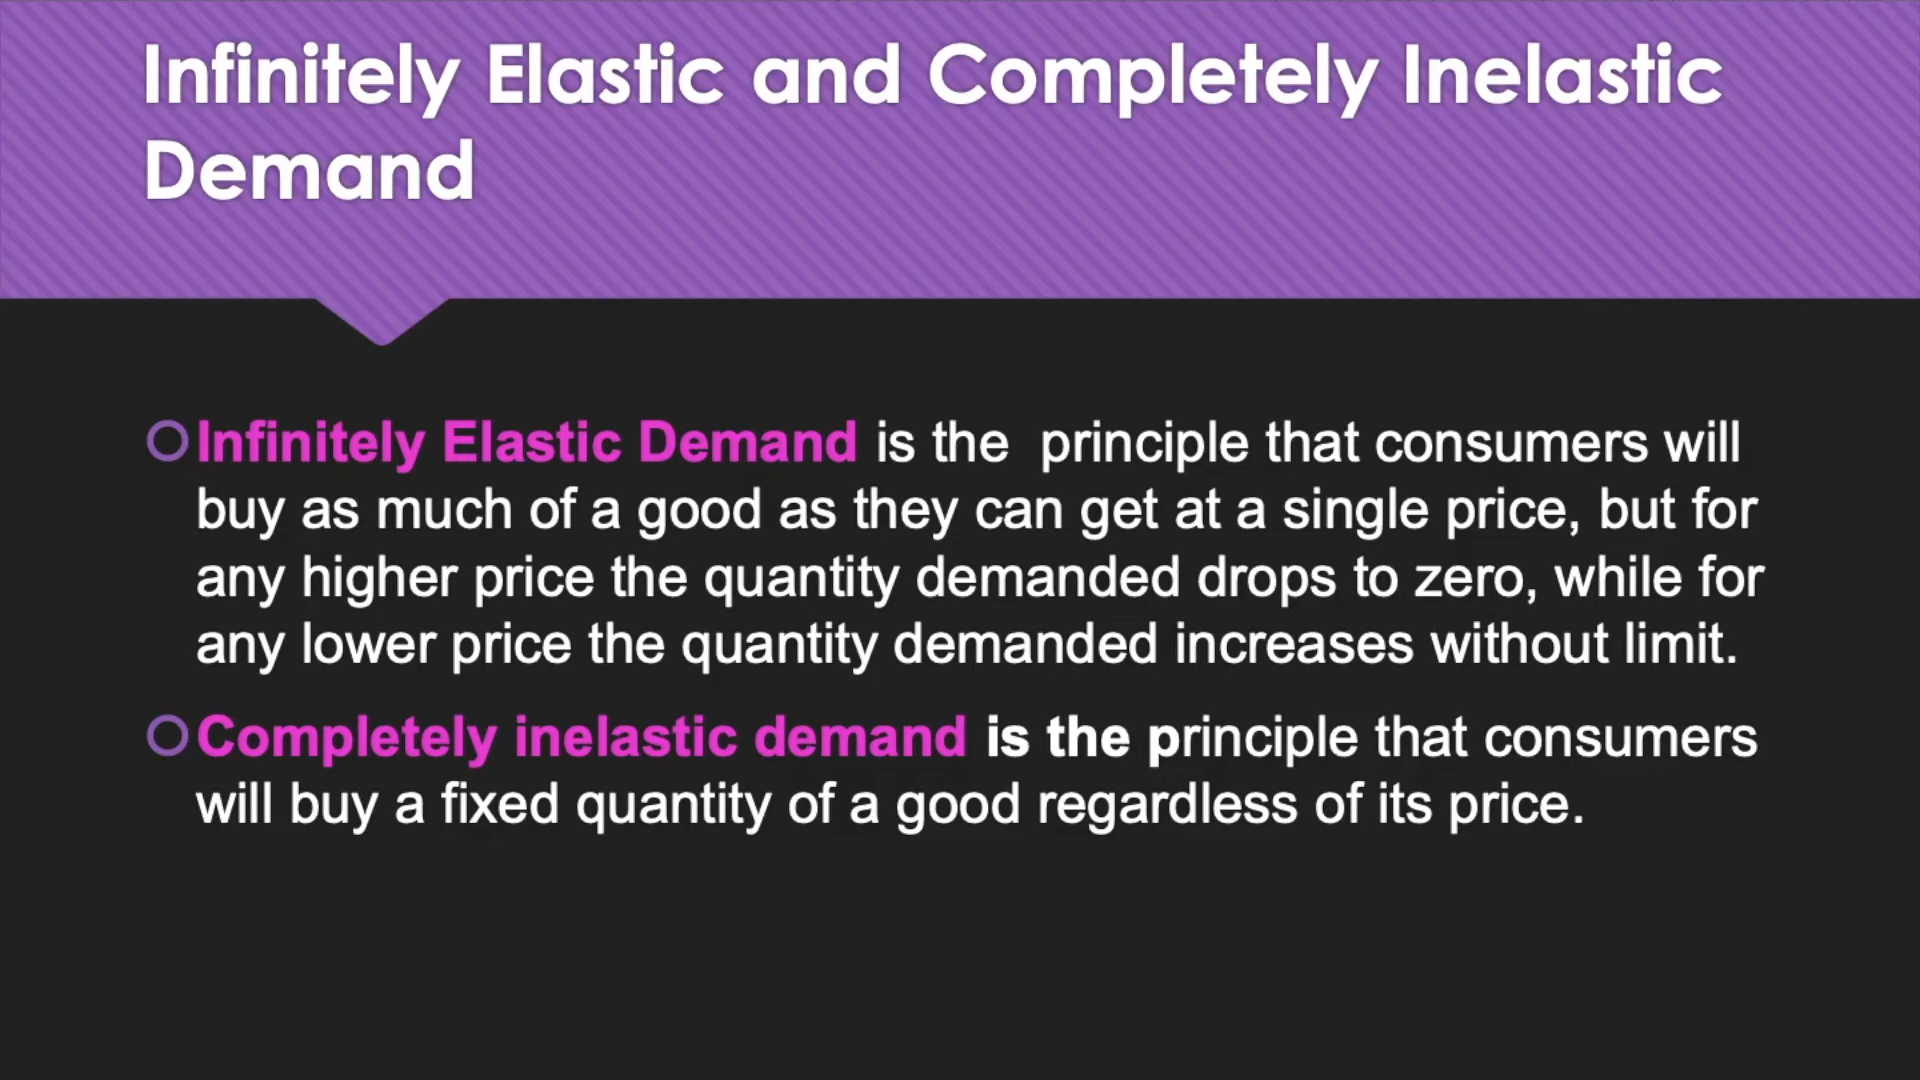 Infinitely Elastic and Completely Inelastic
Demand
Infinitely Elastic Demand is the  principle that consumers will
buy as much of a good as they can get at a single price, but for
any higher price the quantity demanded drops to zero, while for
any lower price the quantity demanded increases without limit.
Completely inelastic demand is the principle that consumers
will buy a fixed quantity of a good regardless of its price.